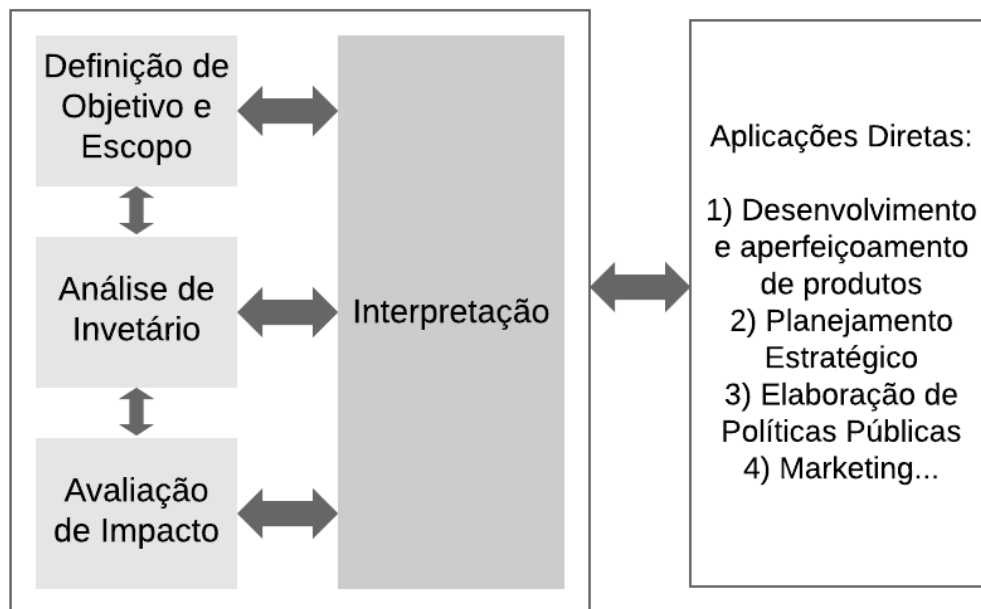 Definição de
Objetivo e
Escopo
Análise de
Invetário
Avaliação
de Impacto
Interpretação
Aplicações Diretas:
1) Desenvolvimento
e aperfeiçoamento
de produtos
2) Planejamento
Estratégico
3) Elaboração de
Políticas Públicas
4) Marketing...